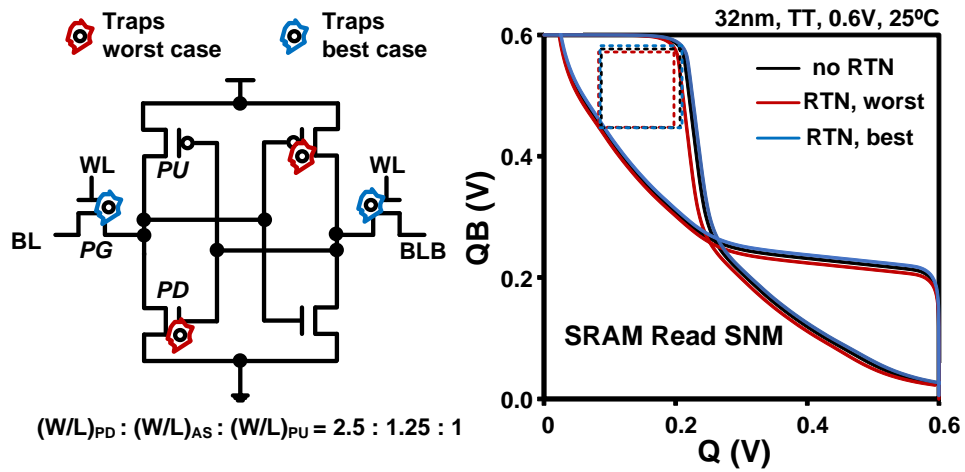 Traps
worst case
Traps
best case
WL
PU
WL
BL
PG
BLB
PD
(W/L)PD : (W/L)AS : (W/L)PU = 2.5 : 1.25 : 1
32nm, TT, 0.6V, 25ºC
0.6
no RTN
RTN, worst
RTN, best
0.4
QB (V)
0.2
SRAM Read SNM
0.0
0
0.2
0.4
0.6
Q (V)